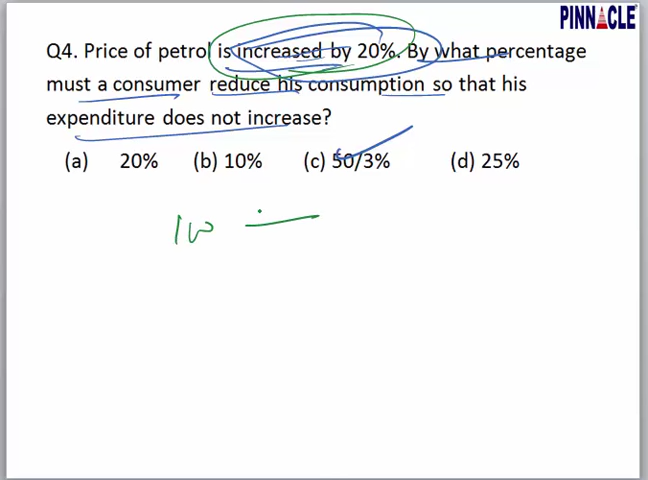 PINNACLE
Q4. Price of petrol is increased by 20%. By what percentage
must a consumer reduce his consumption so that his
expenditure does not increase?
(a) 20% (b) 10% (c) 50/3% (d) 25%
100